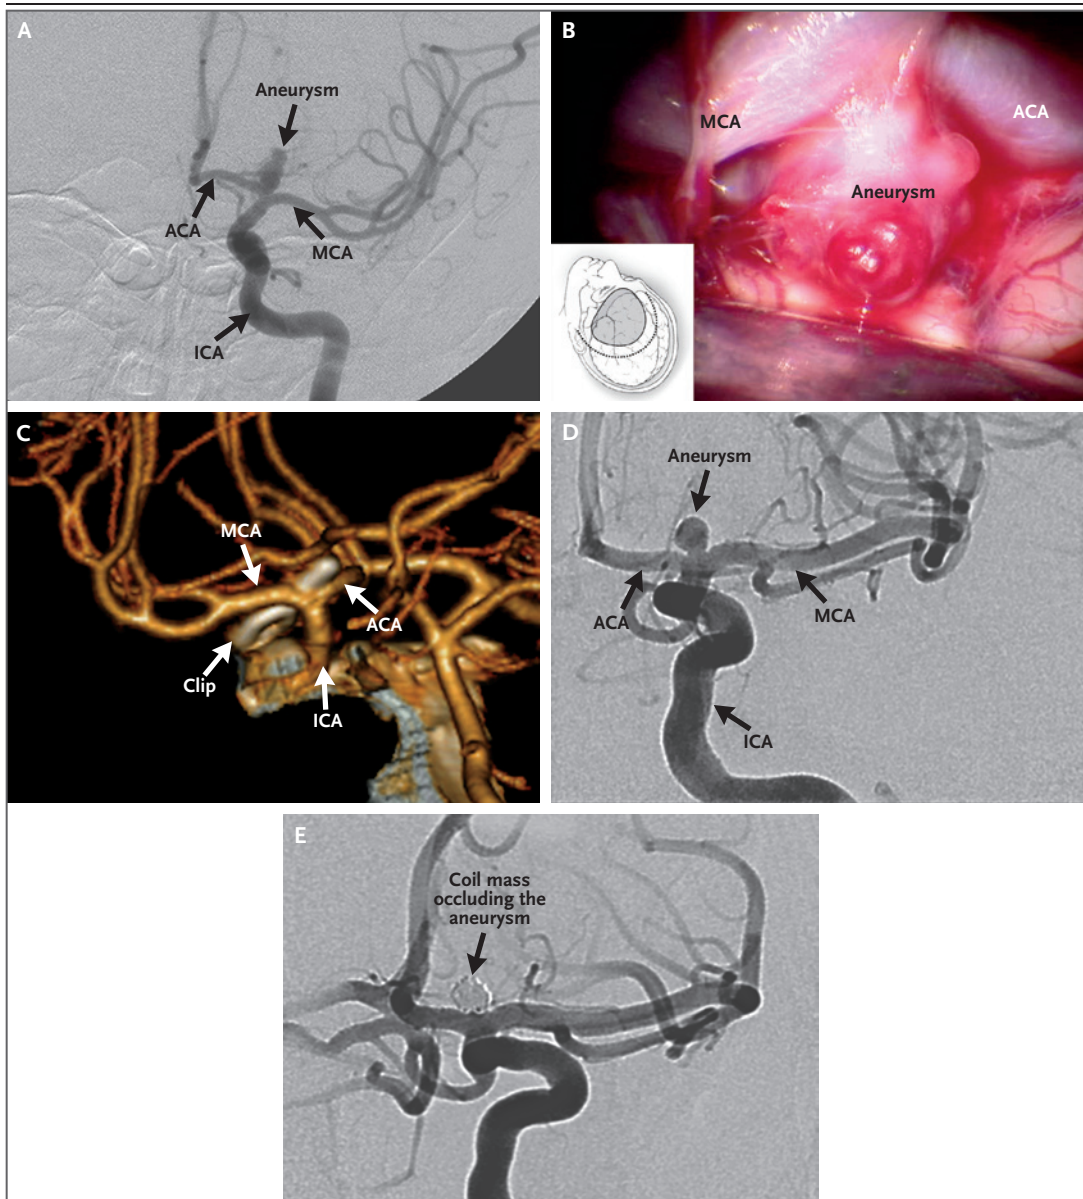 A
Aneurysm
ACA
MCA
ICA
B
MCA
ACA
Aneurysm
C
MCA
ACA
Clip
ICA
D
Aneurysm
ACA
MCA
ICA
E
Coil mass
occluding the
aneurysm